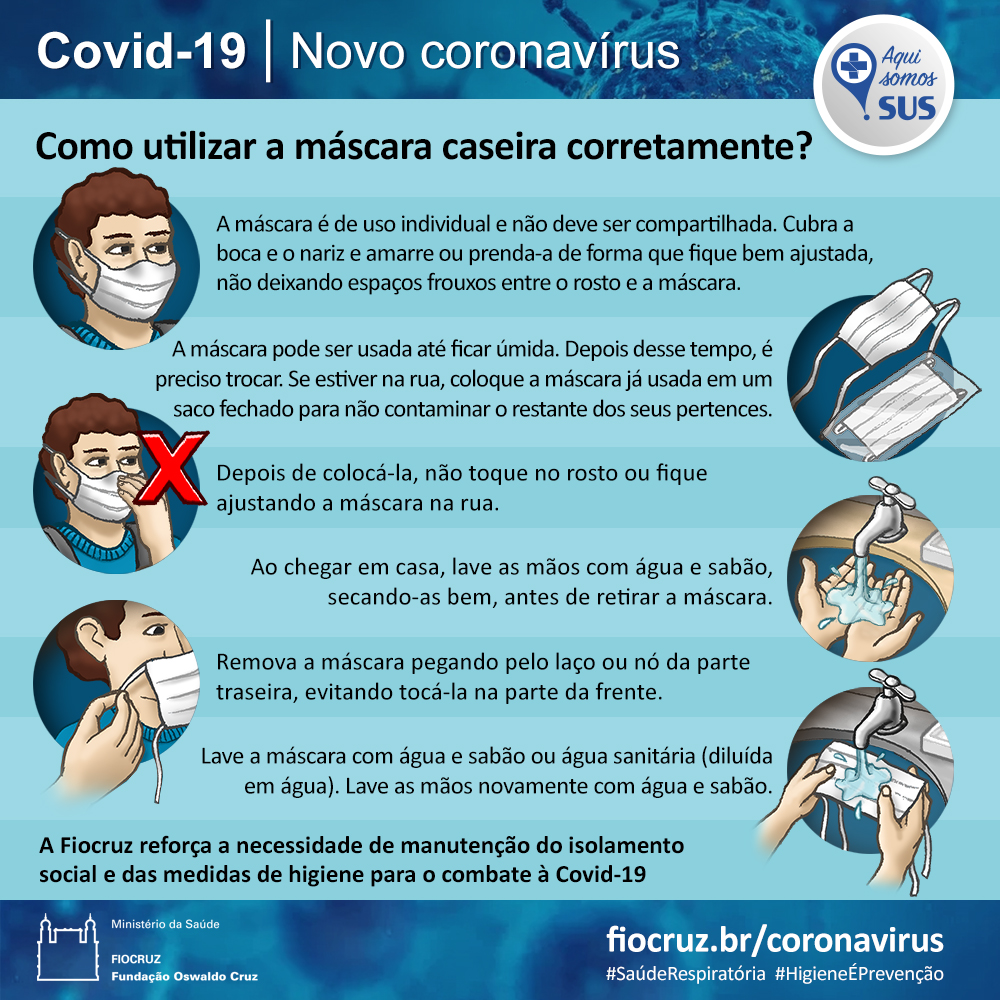 Covid-19 | Novo coronavírus
Aqui
somos
SUS
Como utilizar a máscara caseira corretamente?
A máscara é de uso individual e não deve ser compartilhada. Cubra a
boca e o nariz e amarre ou prenda-a de forma que fique bem ajustada,
não deixando espaços frouxos entre o rosto e a máscara.
A máscara pode ser usada até ficar úmida. Depois desse tempo, é
preciso trocar. Se estiver na rua, coloque a máscara já usada em um
saco fechado para não contaminar o restante dos seus pertences.
X
Depois de colocá-la, não toque no rosto ou fique
ajustando a máscara na rua.
Ao chegar em casa, lave as mãos com água e sabão,
secando-as bem, antes de retirar a máscara.
Remova a máscara pegando pelo laço ou nó da parte
traseira, evitando tocá-la na parte da frente.
Lave a máscara com água e sabão ou água sanitária (diluída
em água). Lave as mãos novamente com água e sabão.
A Fiocruz reforça a necessidade de manutenção do isolamento
social e das medidas de higiene para o combate à Covid-19
Ministério da Saúde
FIOCRUZ
Fundação Oswaldo Cruz
fiocruz.br/coronavirus
#SaúdeRespiratória #HigieneÉPrevenção